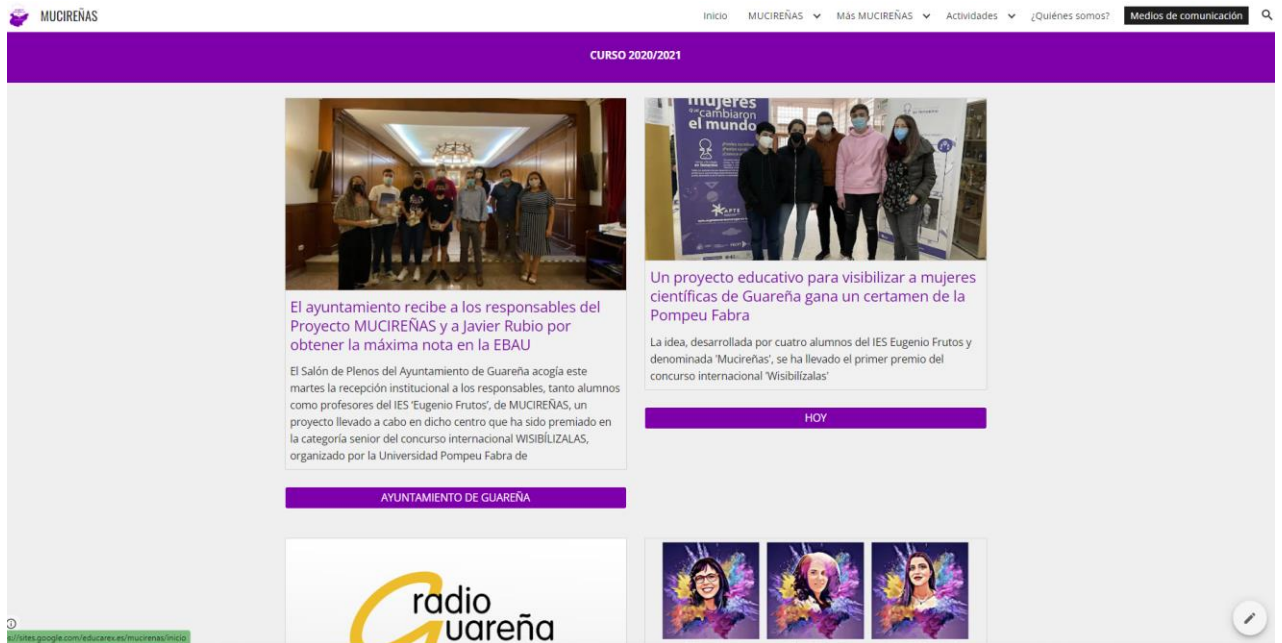 MUCIREÑAS
Inicio MUCIREÑAS Más MUCIREÑAS Actividades ¿Quiénes somos? Medios de comunicación
CURSO 2020/2021
El ayuntamiento recibe a los responsables del
Proyecto MUCIREÑAS y a Javier Rubio por
obtener la máxima nota en la EBAU
El Salón de Plenos del Ayuntamiento de Guareña acogía este
martes la recepción institucional a los responsables, tanto alumnos
como profesores del IES ‘Eugenio Frutos’, de MUCIREÑAS, un
proyecto llevado a cabo en dicho centro que ha sido premiado en
la categoría senior del concurso internacional WISIBÍLIZALAS,
organizado por la Universidad Pompeu Fabra de
AYUNTAMIENTO DE GUAREÑA
mujeres
que cambiaron
el mundo
APTE
Un proyecto educativo para visibilizar a mujeres
científicas de Guareña gana un certamen de la
Pompeu Fabra
La idea, desarrollada por cuatro alumnos del IES Eugenio Frutos y
denominada 'Mucireñas', se ha llevado el primer premio del
concurso internacional 'Wisibilízalas'
HOY
radio
Guareña
s://sites.google.com/educarex.es/mucirenas/inicio